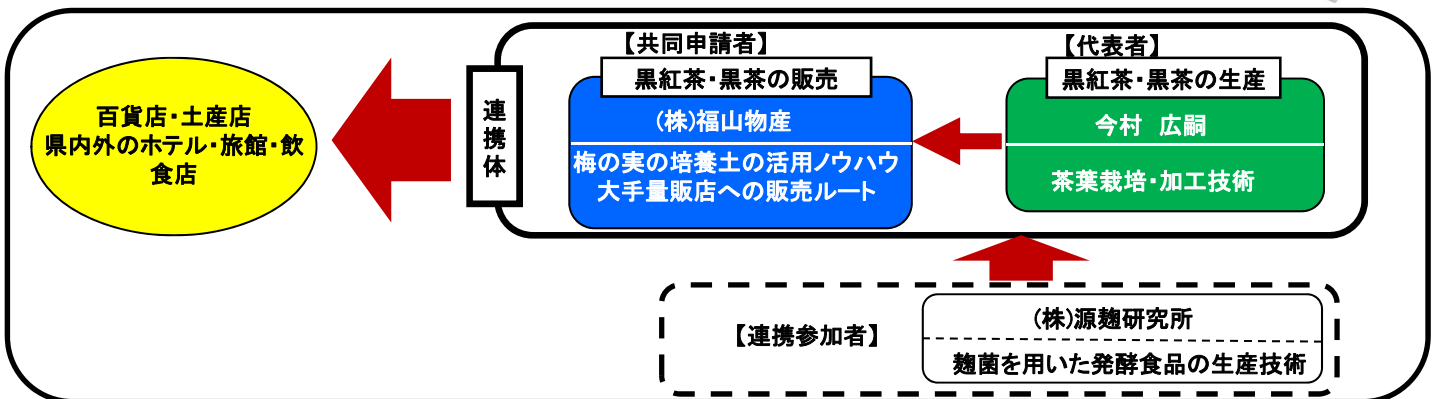 百貨店・土産店
県内外のホテル・旅館・飲
食店
連携体
【共同申請者】
黒紅茶・黒茶の販売
(株)福山物産
梅の実の培養土の活用ノウハウ
大手量販店への販売ルート
【代表者】
黒紅茶・黒茶の生産
今村 広嗣
茶葉栽培・加工技術
【連携参加者】
(株)源麹研究所
麹菌を用いた発酵食品の生産技術